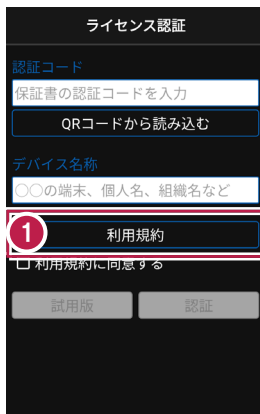 ライセンス認証
認証コード
保証書の認証コードを入力
QRコードから読み込む
デバイス名称
○○の端末、個人名、組織名など
1 利用規約
利用規約に同意する
試用版 認証